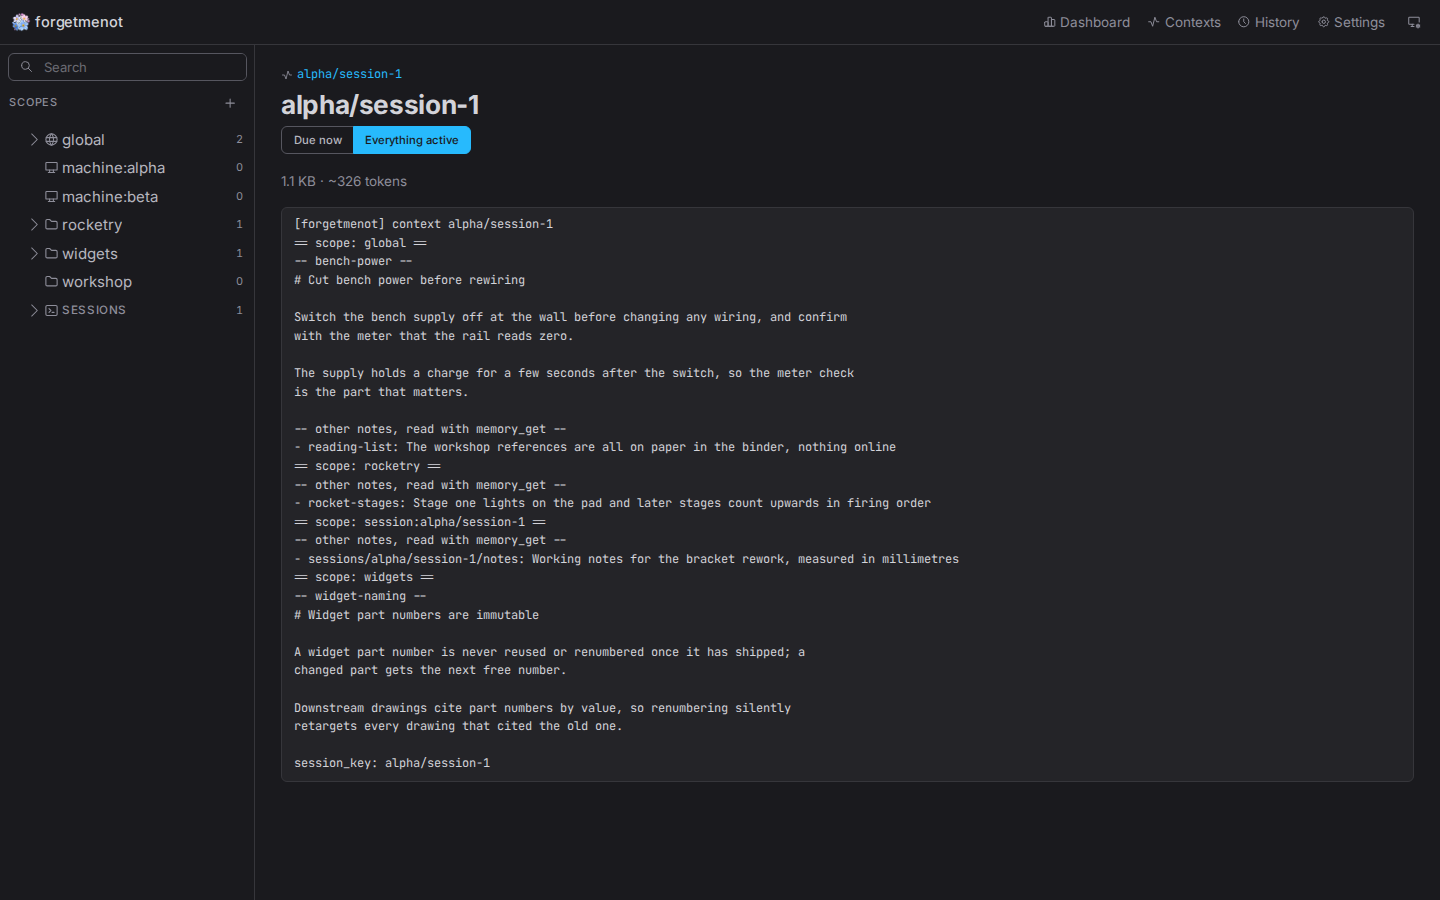 forgetmenot
Dashboard
Contexts
History
Settings
Search
SCOPES
global 2
machine:alpha 0
machine:beta 0
rocketry 1
widgets 1
workshop 0
SESSIONS 1
alpha/session-1
alpha/session-1
Due now
Everything active
1.1 KB · ~326 tokens
[forgetmenot] context alpha/session-1
== scope: global ==
-- bench-power --
# Cut bench power before rewiring
Switch the bench supply off at the wall before changing any wiring, and confirm
with the meter that the rail reads zero.
The supply holds a charge for a few seconds after the switch, so the meter check
is the part that matters.
-- other notes, read with memory_get --
- reading-list: The workshop references are all on paper in the binder, nothing online
== scope: rocketry ==
-- other notes, read with memory_get --
- rocket-stages: Stage one lights on the pad and later stages count upwards in firing order
== scope: session:alpha/session-1 ==
-- other notes, read with memory_get --
- sessions/alpha/session-1/notes: Working notes for the bracket rework, measured in millimetres
== scope: widgets ==
-- widget-naming --
# Widget part numbers are immutable
A widget part number is never reused or renumbered once it has shipped; a
changed part gets the next free number.
Downstream drawings cite part numbers by value, so renumbering silently
retargets every drawing that cited the old one.
session_key: alpha/session-1